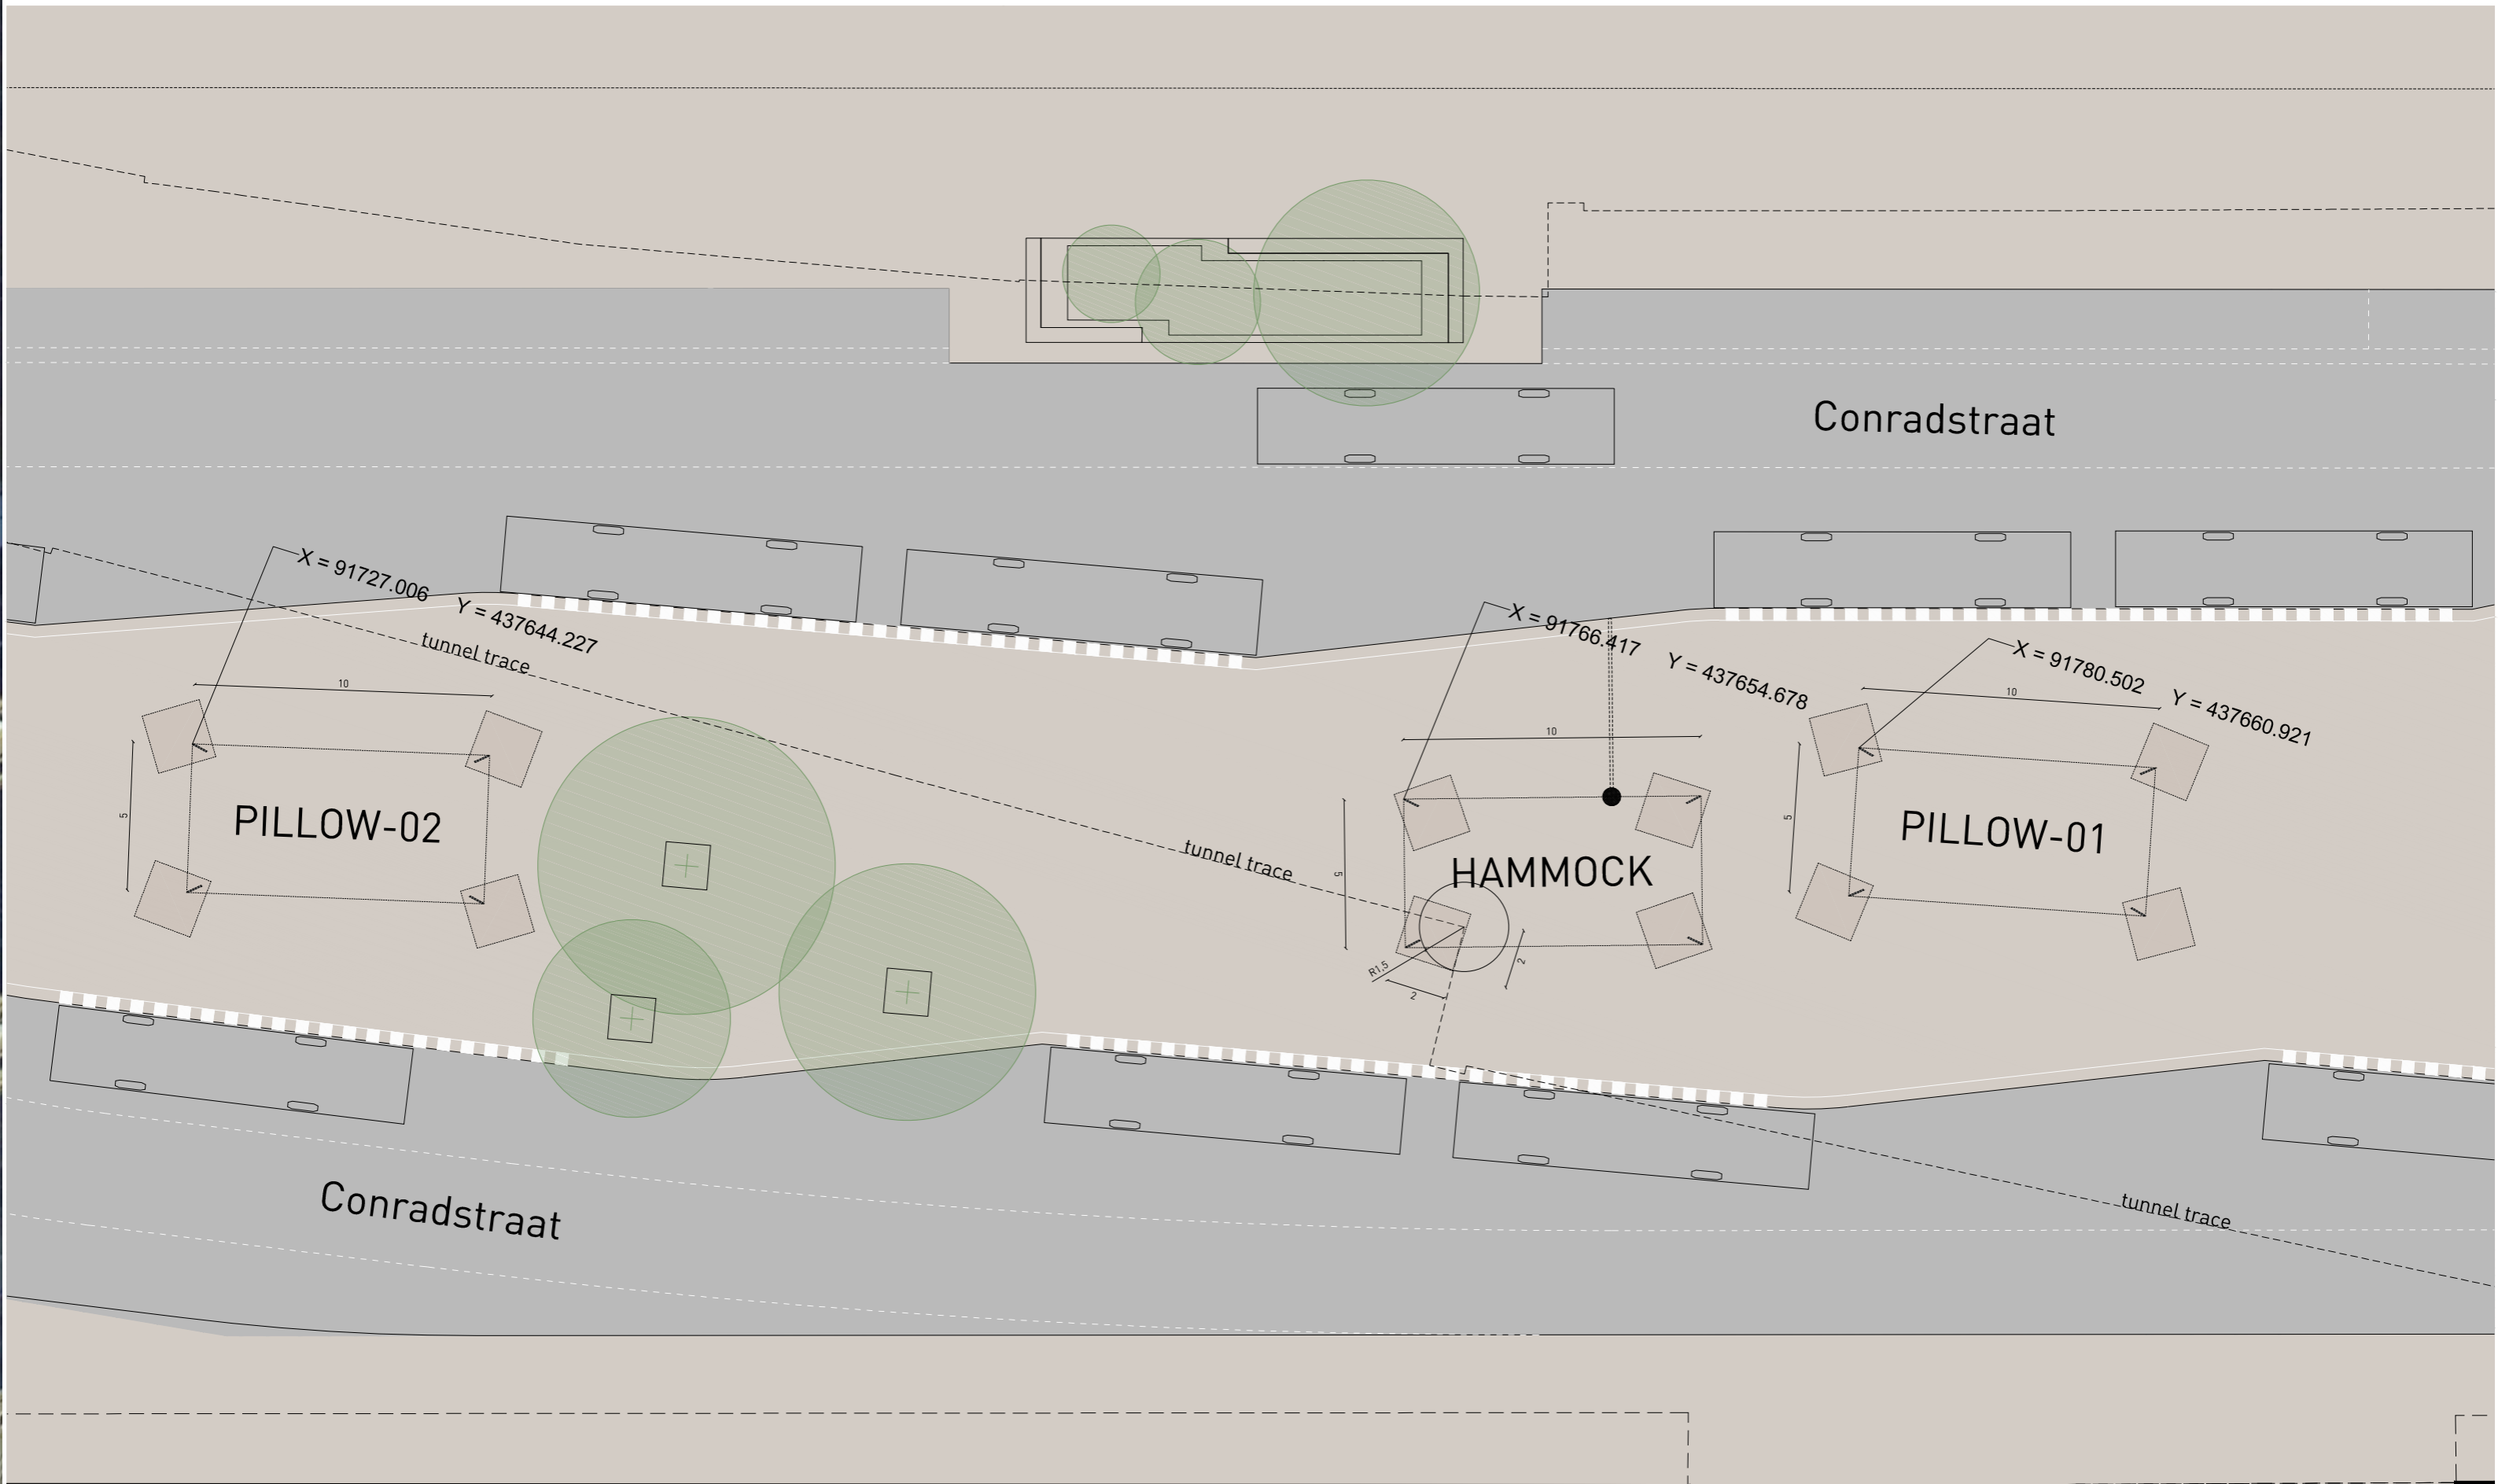 Conradstraat
X = 91727.006
Y = 437644.227
tunnel trace
X = 91766.417
Y = 437654.678
X = 91780.502
Y = 437660.921
10
10
10
5
PILLOW-02
5
HAMMOCK
5
PILLOW-01
tunnel trace
R1,5
2
2
Conradstraat
tunnel trace